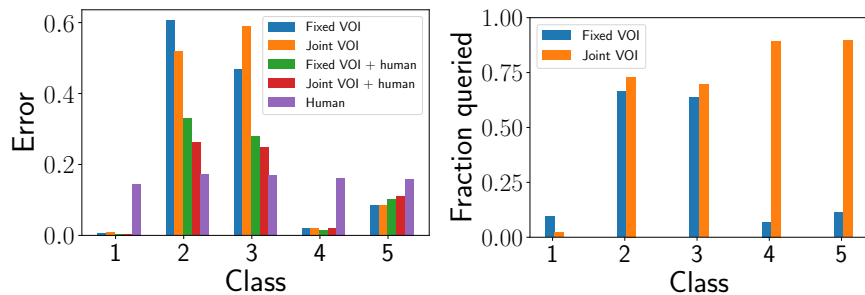 0.6
0.4
0.2
0.0
Error
Fixed VOI
Joint VOI
Fixed VOI + human
Joint VOI + human
Human
1 2 3 4 5
Class
1.00
0.75
0.50
0.25
0.00
Fraction queried
Fixed VOI
Joint VOI
1 2 3 4 5
Class